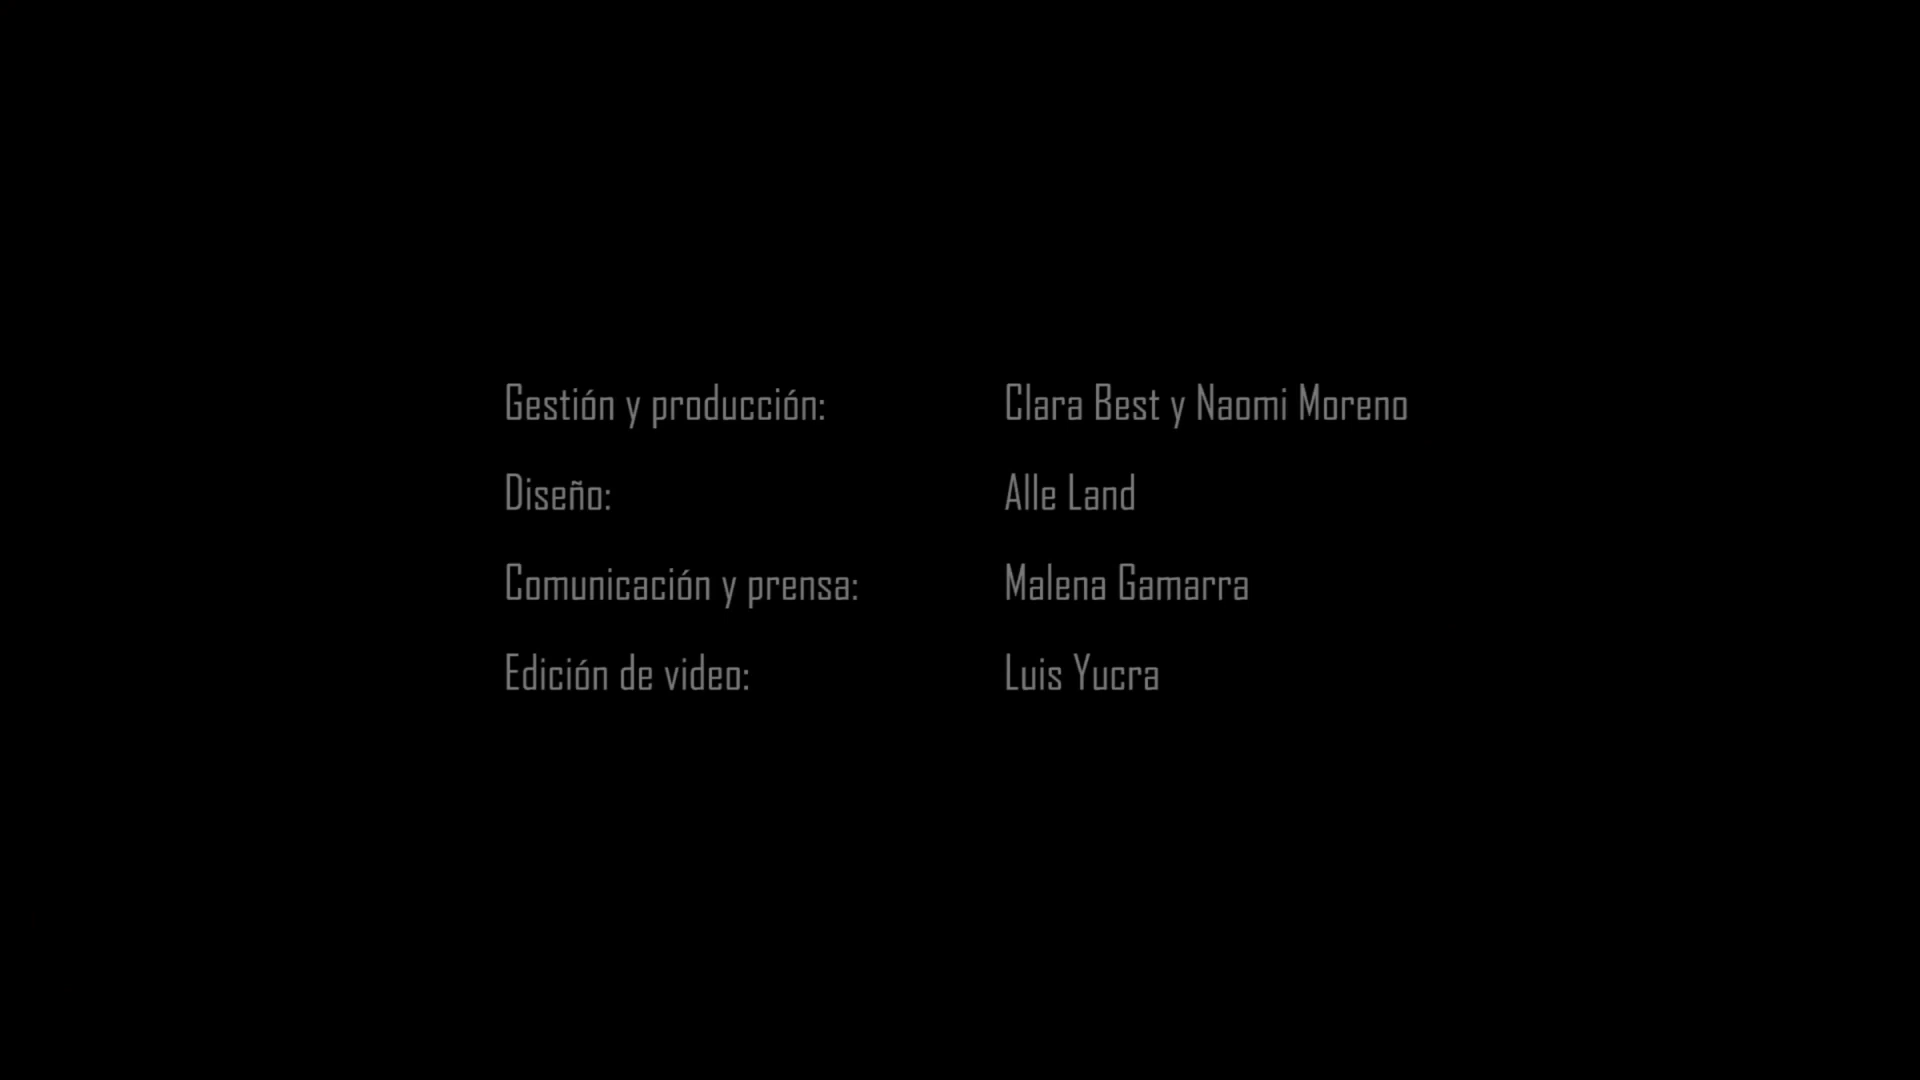 Gestión y producción: Clara Best y Naomi Moreno
Diseño: Alle Land
Comunicación y prensa: Malena Gamarra
Edición de video: Luis Yucra